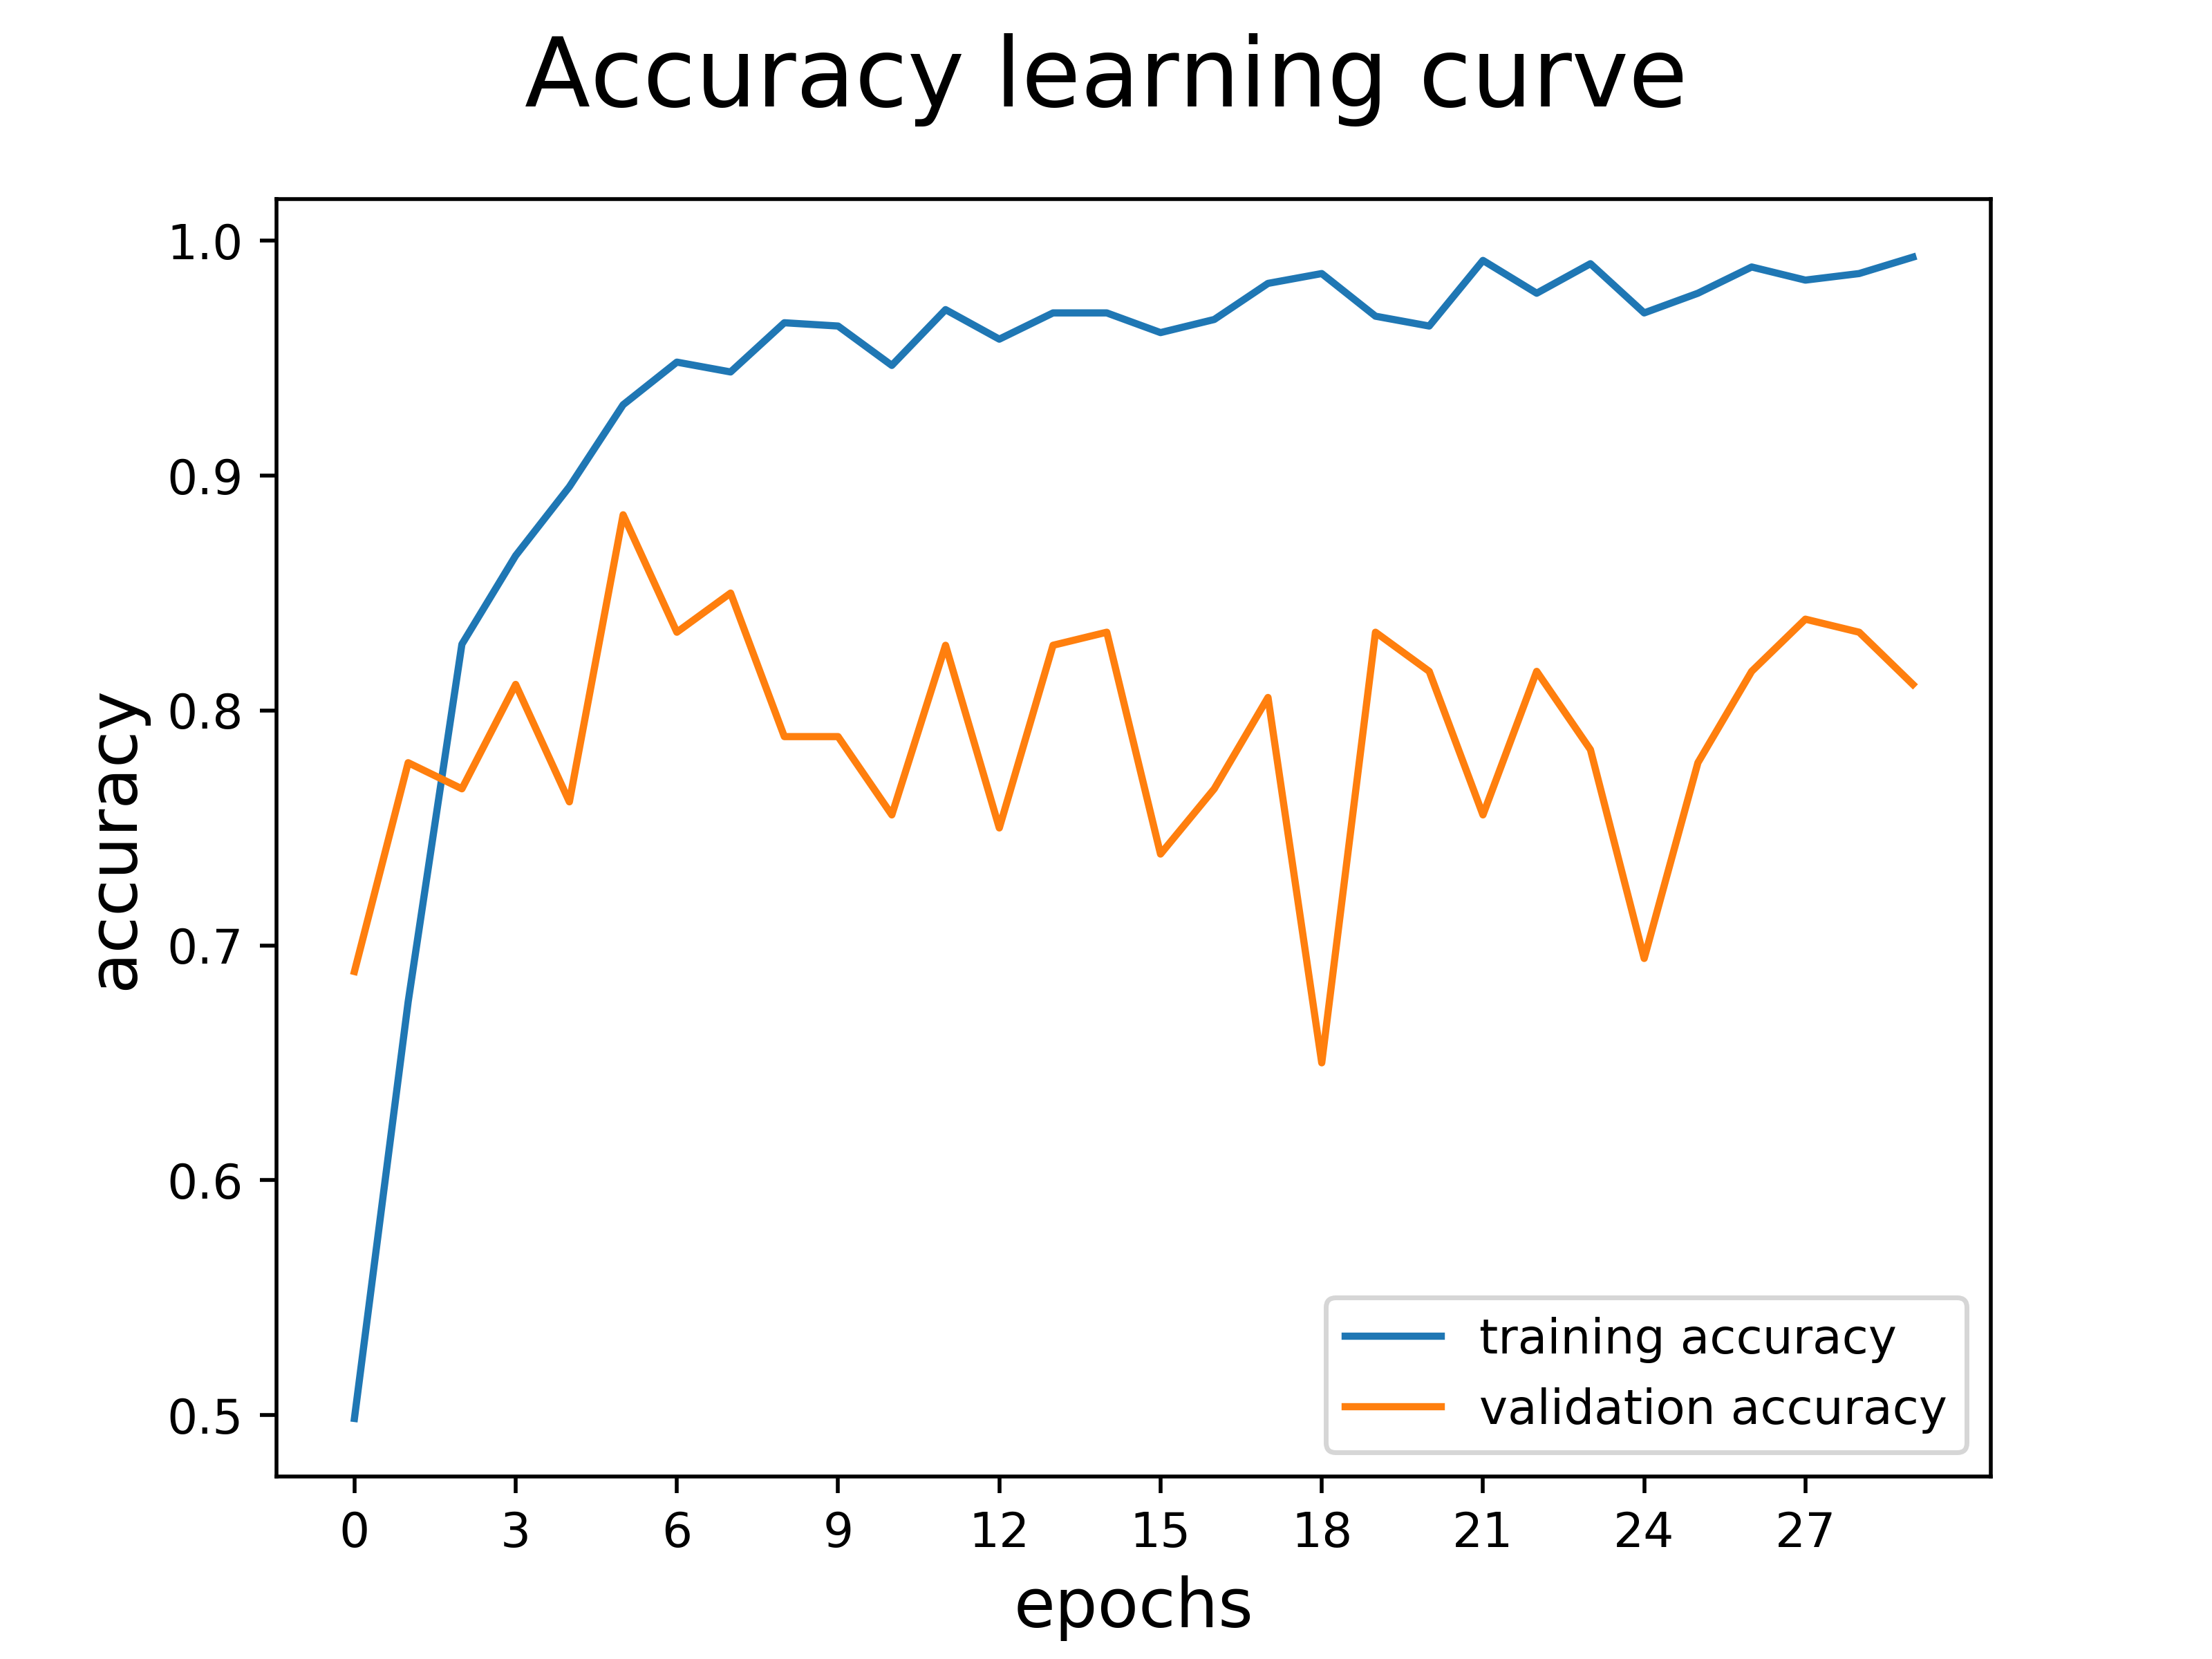 Accuracy learning curve
1.0
0.9
0.8
0.7
0.6
0.5
accuracy
training accuracy
validation accuracy
0 3 6 9 12 15 18 21 24 27
epochs